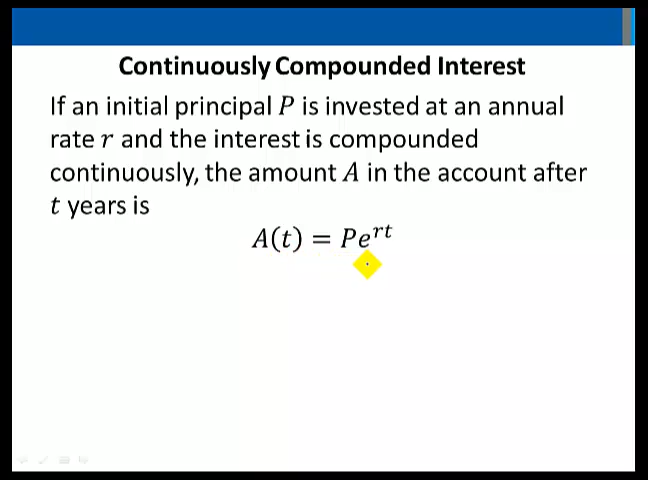 Continuously Compounded Interest
If an initial principal P is invested at an annual
rate r and the interest is compounded
continuously, the amount A in the account after
t years is
A(t) = Pe^{rt}